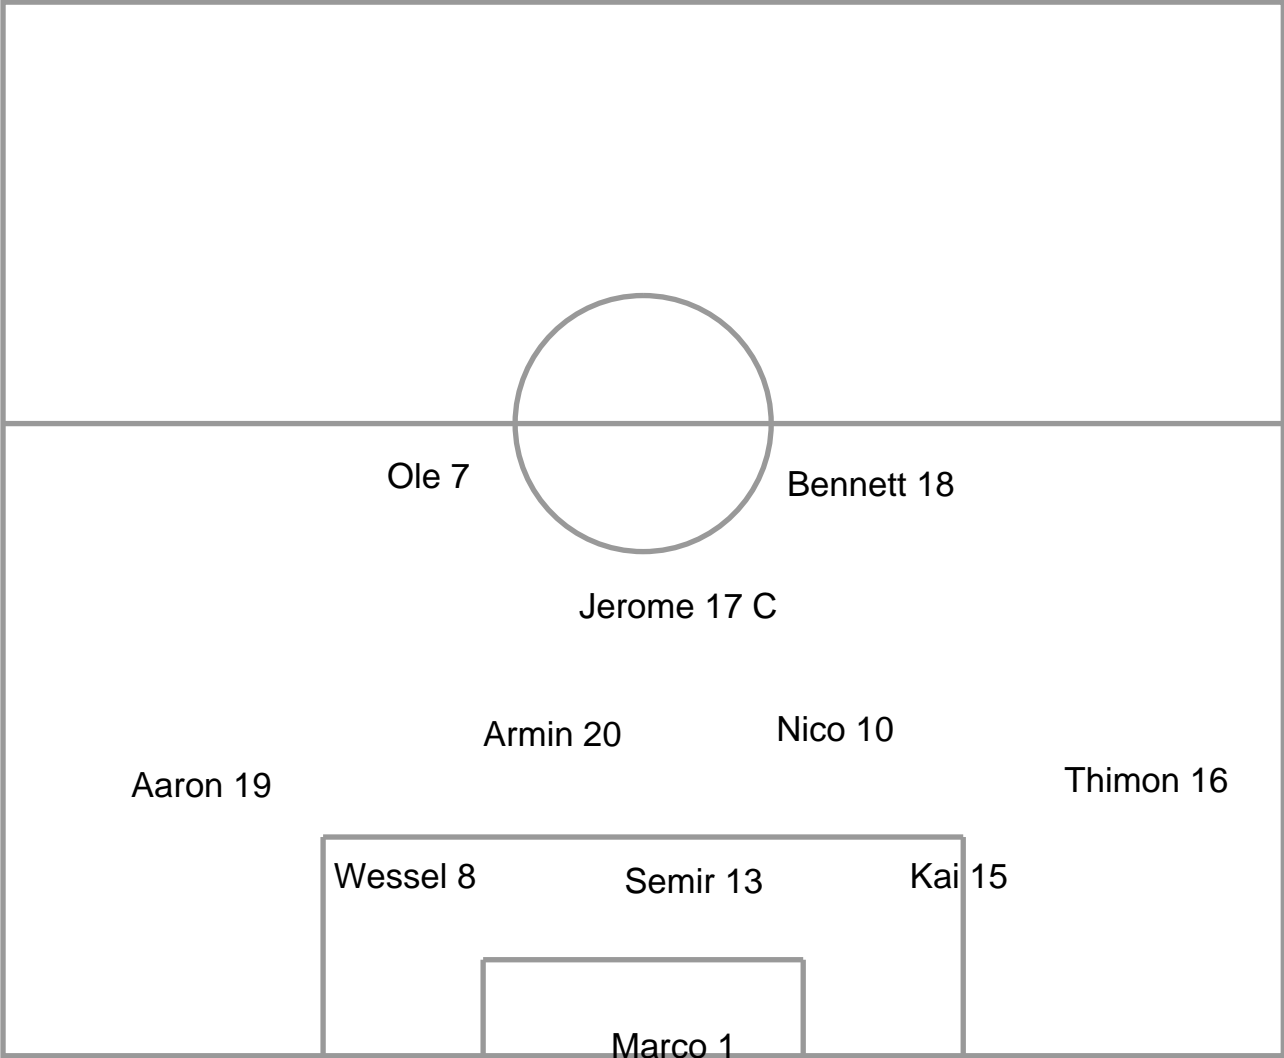 Ole 7
Bennett 18
Jerome 17 C
Armin 20
Nico 10
Aaron 19
Thimon 16
Wessel 8
Semir 13
Kai 15
Marco 1